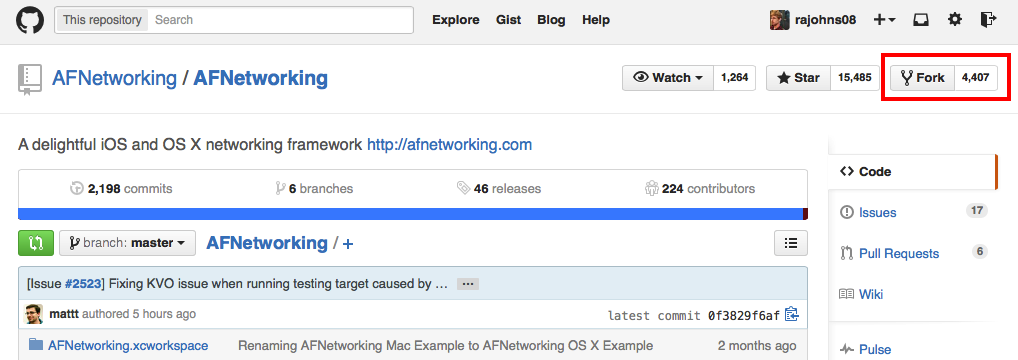 This repository Search Explore Gist Blog Help rajohns08
AFNetworking / AFNetworking Watch 1,264 Star 15,485 Fork 4,407
A delightful iOS and OS X networking framework http://afnetworking.com
2,198 commits 6 branches 46 releases 224 contributors
Code
Issues 17
branch: master AFNetworking / +
Pull Requests 6
[Issue #2523] Fixing KVO issue when running testing target caused by … ...
Wiki
mattt authored 5 hours ago latest commit 0f3829f6af
AFNetworking.xcworkspace Renaming AFNetworking Mac Example to AFNetworking OS X Example 2 months ago
Pulse